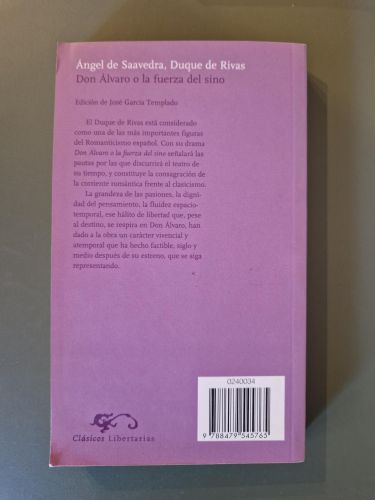 Ángel de Saavedra, Duque de Rivas
Don Álvaro o la fuerza del sino
Edición de José García Templado
El Duque de Rivas está considerado
como una de las más importantes figuras
del Romanticismo español. Con su drama
Don Álvaro o la fuerza del sino señalará las
pautas por las que discurrirá el teatro de
su tiempo, y constituye la consagración de
la corriente romántica frente al clasicismo.
La grandeza de las pasiones, la digni-
dad del pensamiento, la fluidez espacio-
temporal, ese hálito de libertad que, pese
al destino, se respira en Don Álvaro, han
dado a la obra un carácter vivencial y
atemporal que ha hecho factible, siglo y
medio después de su estreno, que se siga
representando.
0240034
9 788479 545765
Clásicos Libertarias